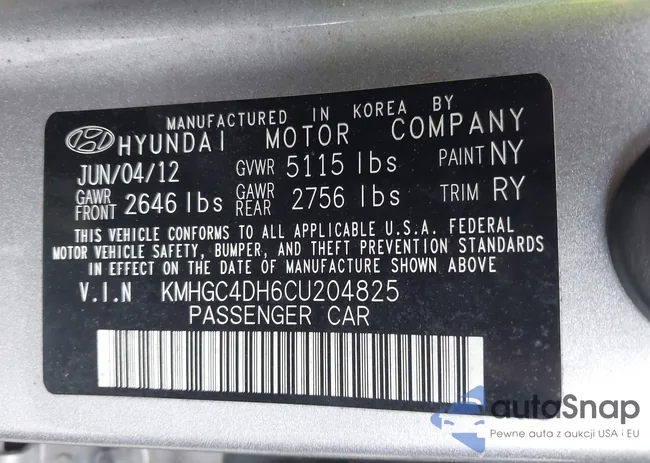 MANUFACTURED IN KOREA BY
HYUNDAI MOTOR COMPANY
JUN/04/12 GVWR 5115 lbs PAINT NY
GAWR FRONT 2646 lbs GAWR REAR 2756 lbs TRIM RY
THIS VEHICLE CONFORMS TO ALL APPLICABLE U.S.A. FEDERAL
MOTOR VEHICLE SAFETY, BUMPER, AND THEFT PREVENTION STANDARDS
IN EFFECT ON THE DATE OF MANUFACTURE SHOWN ABOVE
V.I.N KMHGC4DH6CU204825
PASSENGER CAR
autoSnap
Pewne auta z aukcji USA i EU